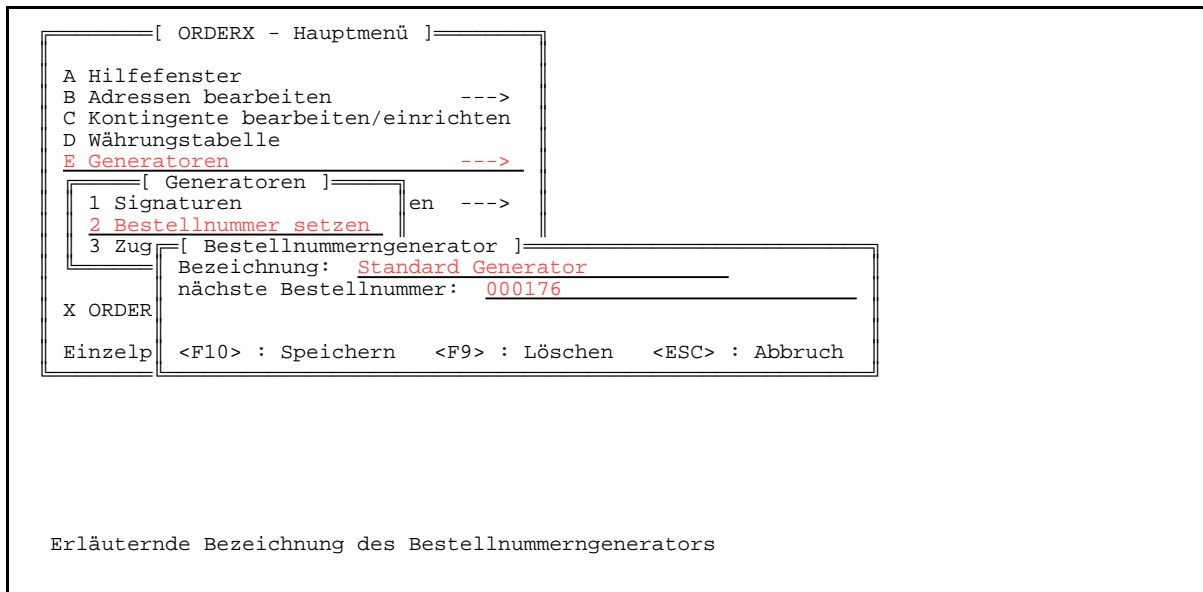 [ ORDERX - Hauptmenü ]
A Hilfefenster
B Adressen bearbeiten --->
C Kontingente bearbeiten/einrichten
D Währungstabelle
E Generatoren --->
[ Generatoren ]
1 Signaturen en --->
2 Bestellnummer setzen
3 Zug [ Bestellnummerngenerator ]
Bezeichnung: Standard Generator
nächste Bestellnummer: 000176
X ORDER
Einzelp <F10> : Speichern <F9> : Löschen <ESC> : Abbruch
Erläuternde Bezeichnung des Bestellnummerngenerators